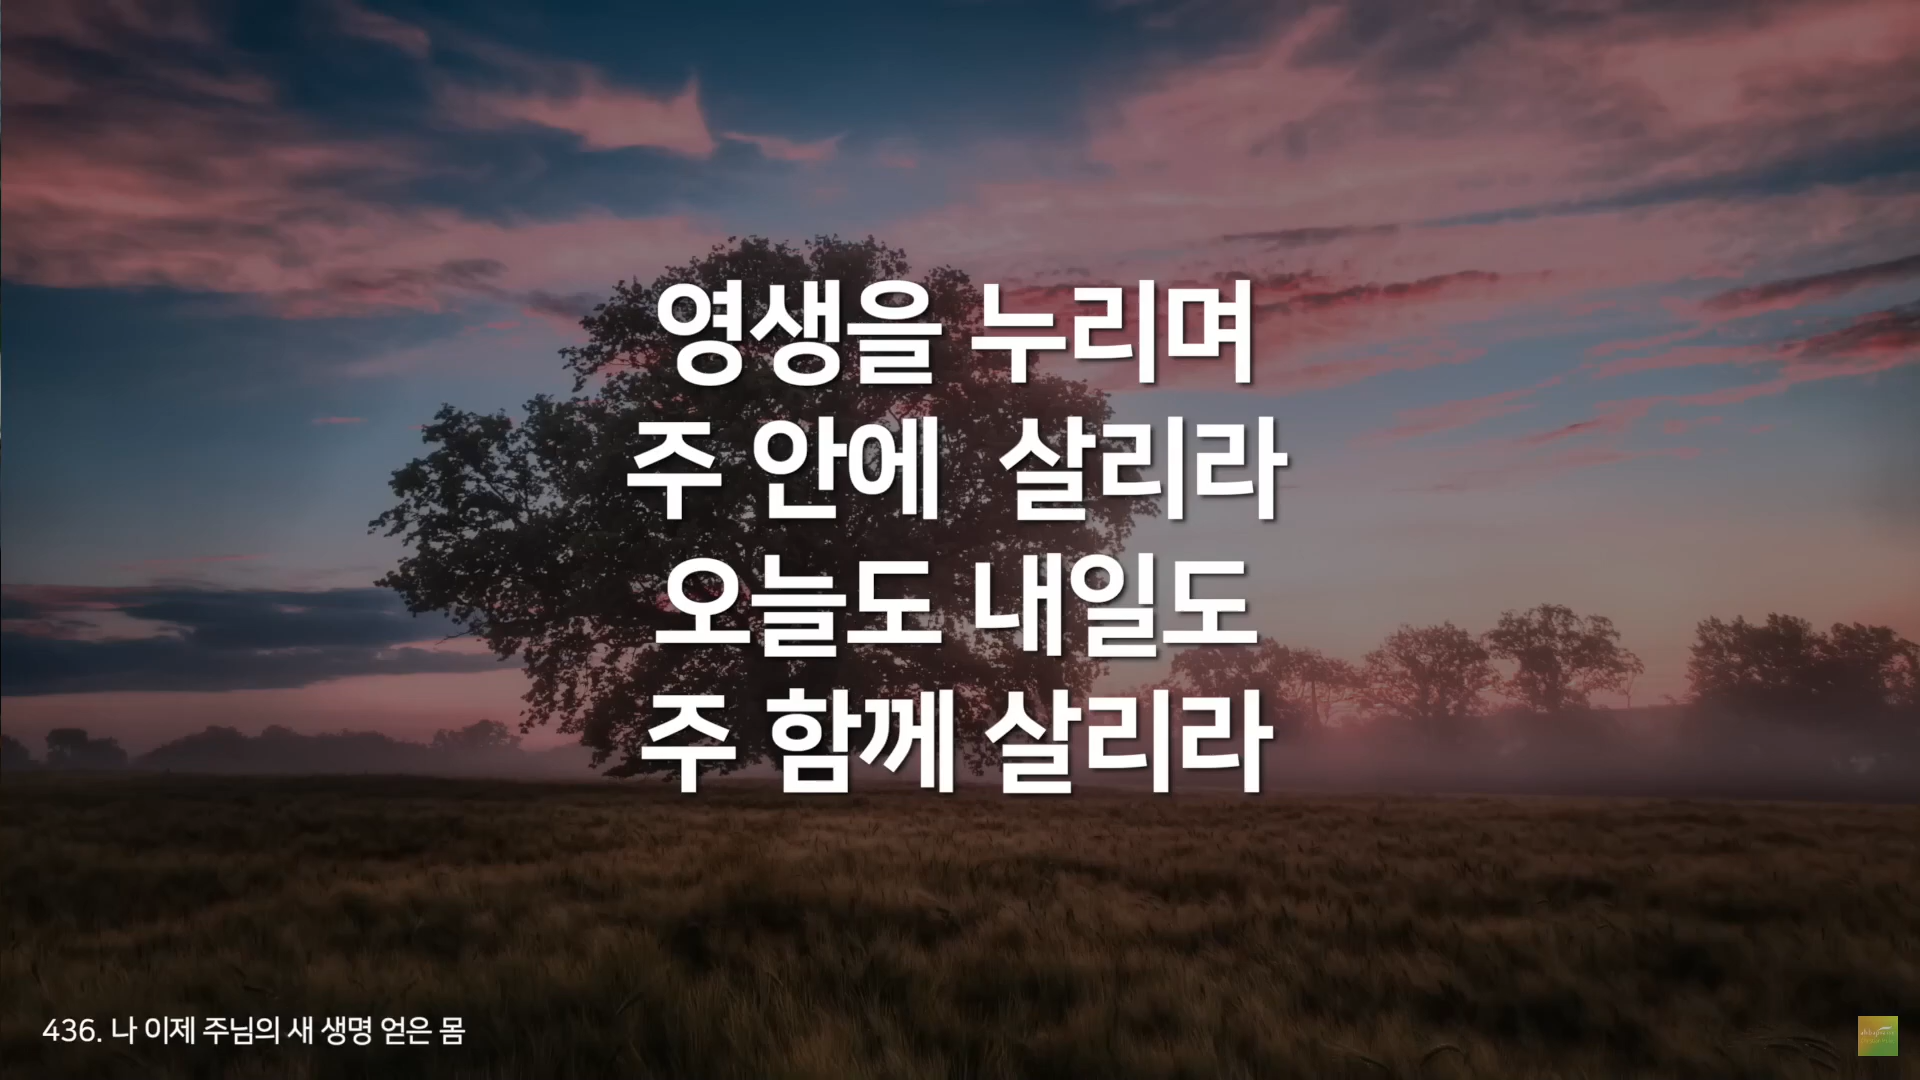 영생을 누리며
주 안에 살리라
오늘도 내일도
주 함께 살리라
436. 나 이제 주님의 새 생명 얻은 몸